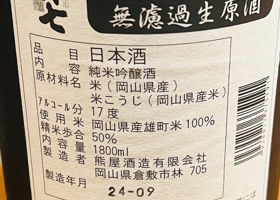 七
無濾過生原酒
品目 日本酒
内容 純米吟醸酒
原材料名 米（岡山県産）
米こうじ（岡山県産米）
アルコール分 17度
使用米 岡山県産雄町米100%
精米歩合 50%
内容量 1800ml
製造者 熊屋酒造有限会社
岡山県倉敷市林 705
製造年月
24-09
には